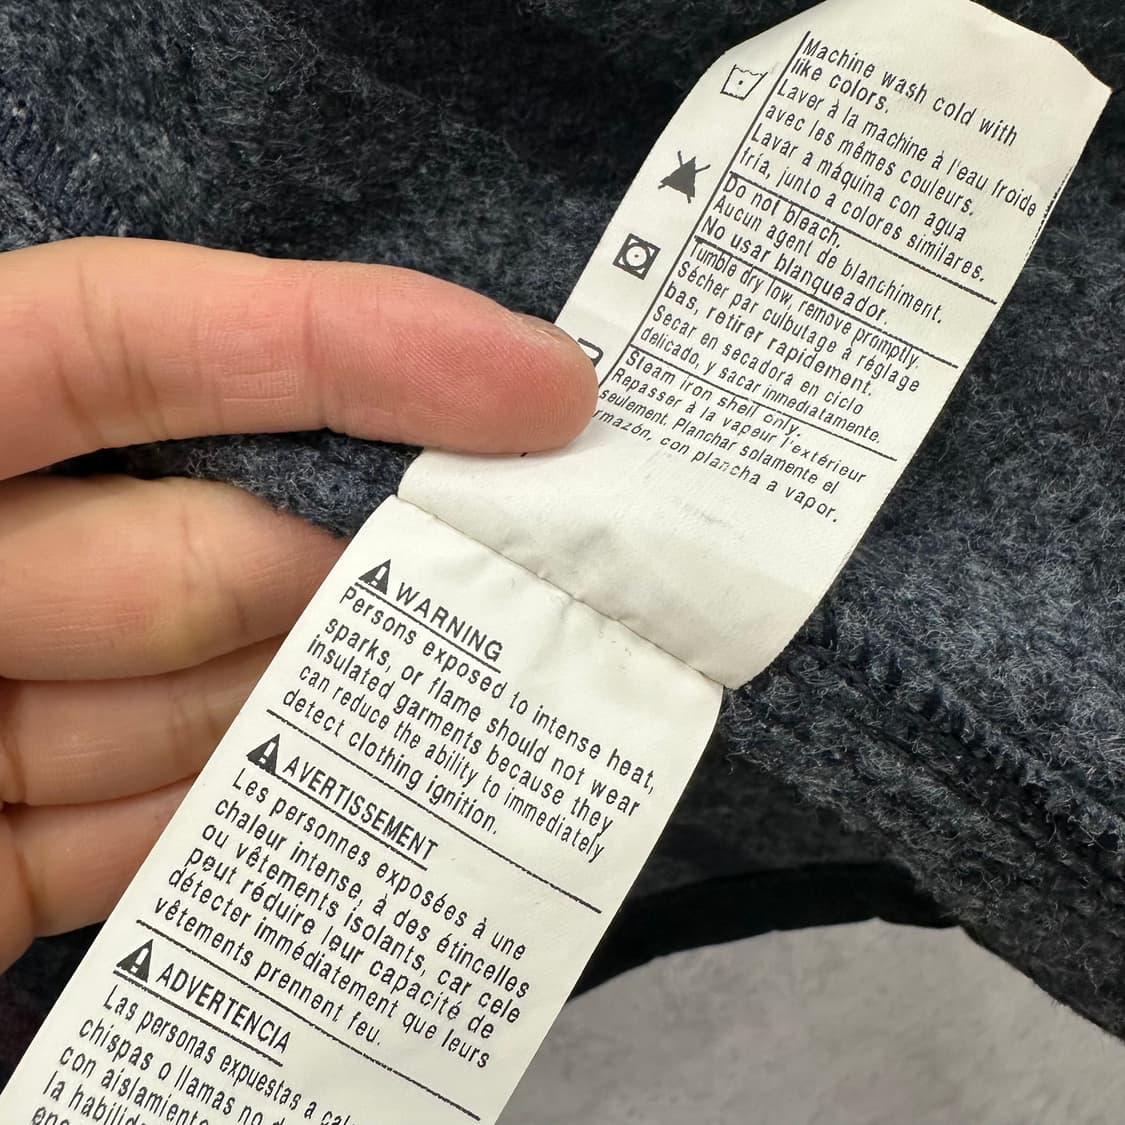 Machine wash cold with
like colors.
Laver à la machine à l'eau froide
avec les mêmes couleurs.
Lavar a máquina con agua
fría, junto a colores similares.
Do not bleach.
Aucun agent de blanchiment.
No usar blanqueador.
Tumble dry low, remove promptly.
Sécher par culbutage à réglage
bas, retirer rapidement.
Secar en secadora en ciclo
delicado, y sacar inmediatamente.
Steam iron shell only.
Repasser à la vapeur l'extérieur
seulement. Planchar solamente el
rmazón, con plancha a vapor.
WARNING
Persons exposed to intense heat,
sparks, or flame should not wear
insulated garments because they
can reduce the ability to immediately
detect clothing ignition.
AVERTISSEMENT
Les personnes exposées à une
chaleur intense, à des étincelles
ou vêtements isolants, car cele
peut réduire leur capacité de
détecter immédiatement que leurs
vêtements prennent feu.
ADVERTENCIA
Las personas expuestas a cal
chispas o llamas no d
con aislamiento
la habilid